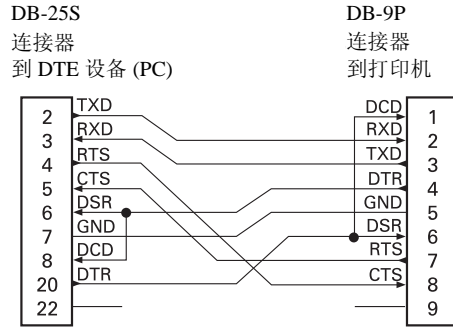 DB-25S
连接器
到 DTE 设备 (PC)
DB-9P
连接器
到打印机
2 TXD
3 RXD
4 RTS
5 CTS
6 DSR
7 GND
8 DCD
20 DTR
22
DCD 1
RXD 2
TXD 3
DTR 4
GND 5
DSR 6
RTS 7
CTS 8
9